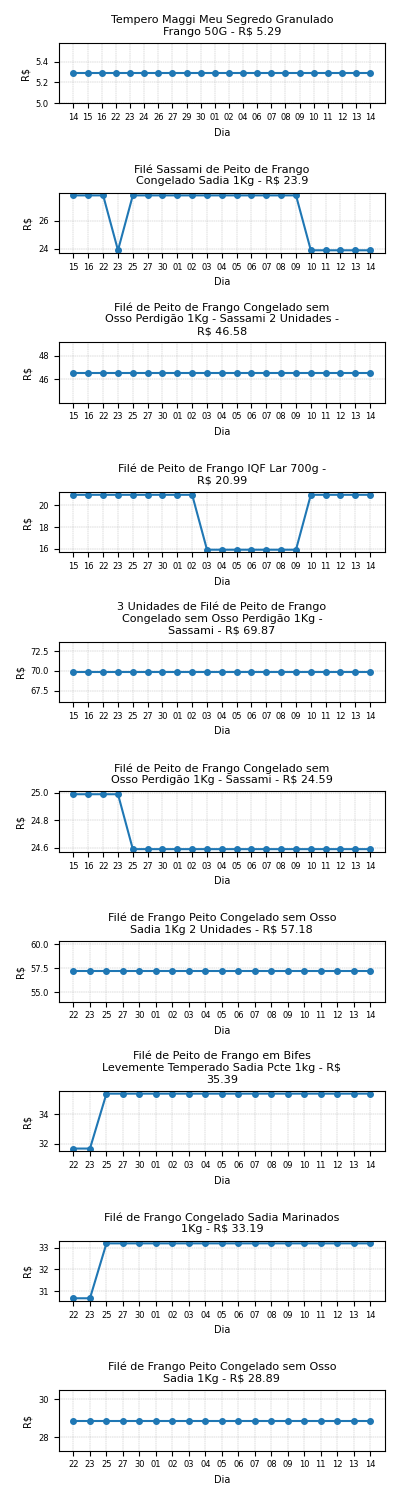 Tempero Maggi Meu Segredo Granulado
Frango 50G - R$ 5.29
5.4
5.2
5.0
R$
14 15 16 22 23 24 26 27 29 30 01 02 04 06 07 08 09 10 11 12 13 14
Dia
Filé Sassami de Peito de Frango
Congelado Sadia 1Kg - R$ 23.9
26
24
R$
15 16 22 23 25 27 30 01 02 03 04 05 06 07 08 09 10 11 12 13 14
Dia
Filé de Peito de Frango Congelado sem
Osso Perdigão 1Kg - Sassami 2 Unidades -
R$ 46.58
48
46
R$
15 16 22 23 25 27 30 01 02 03 04 05 06 07 08 09 10 11 12 13 14
Dia
Filé de Peito de Frango IQF Lar 700g -
R$ 20.99
20
18
16
R$
15 16 22 23 25 27 30 01 02 03 04 05 06 07 08 09 10 11 12 13 14
Dia
3 Unidades de Filé de Peito de Frango
Congelado sem Osso Perdigão 1Kg -
Sassami - R$ 69.87
72.5
70.0
67.5
R$
15 16 22 23 25 27 30 01 02 03 04 05 06 07 08 09 10 11 12 13 14
Dia
Filé de Peito de Frango Congelado sem
Osso Perdigão 1Kg - Sassami - R$ 24.59
25.0
24.8
24.6
R$
15 16 22 23 25 27 30 01 02 03 04 05 06 07 08 09 10 11 12 13 14
Dia
Filé de Frango Peito Congelado sem Osso
Sadia 1Kg 2 Unidades - R$ 57.18
60.0
57.5
55.0
R$
22 23 25 27 30 01 02 03 04 05 06 07 08 09 10 11 12 13 14
Dia
Filé de Peito de Frango em Bifes
Levemente Temperado Sadia Pcte 1kg - R$
35.39
34
32
R$
22 23 25 27 30 01 02 03 04 05 06 07 08 09 10 11 12 13 14
Dia
Filé de Frango Congelado Sadia Marinados
1Kg - R$ 33.19
33
32
31
R$
22 23 25 27 30 01 02 03 04 05 06 07 08 09 10 11 12 13 14
Dia
Filé de Frango Peito Congelado sem Osso
Sadia 1Kg - R$ 28.89
30
28
R$
22 23 25 27 30 01 02 03 04 05 06 07 08 09 10 11 12 13 14
Dia